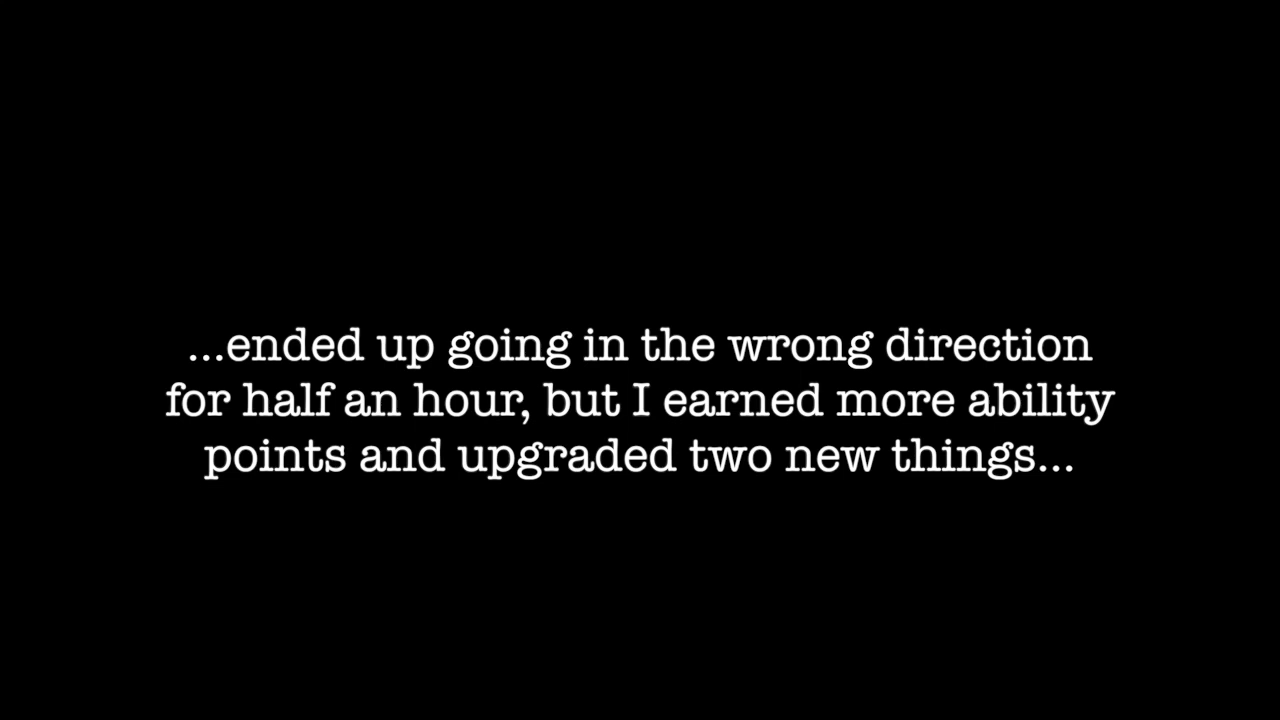 ...ended up going in the wrong direction
for half an hour, but I earned more ability
points and upgraded two new things...